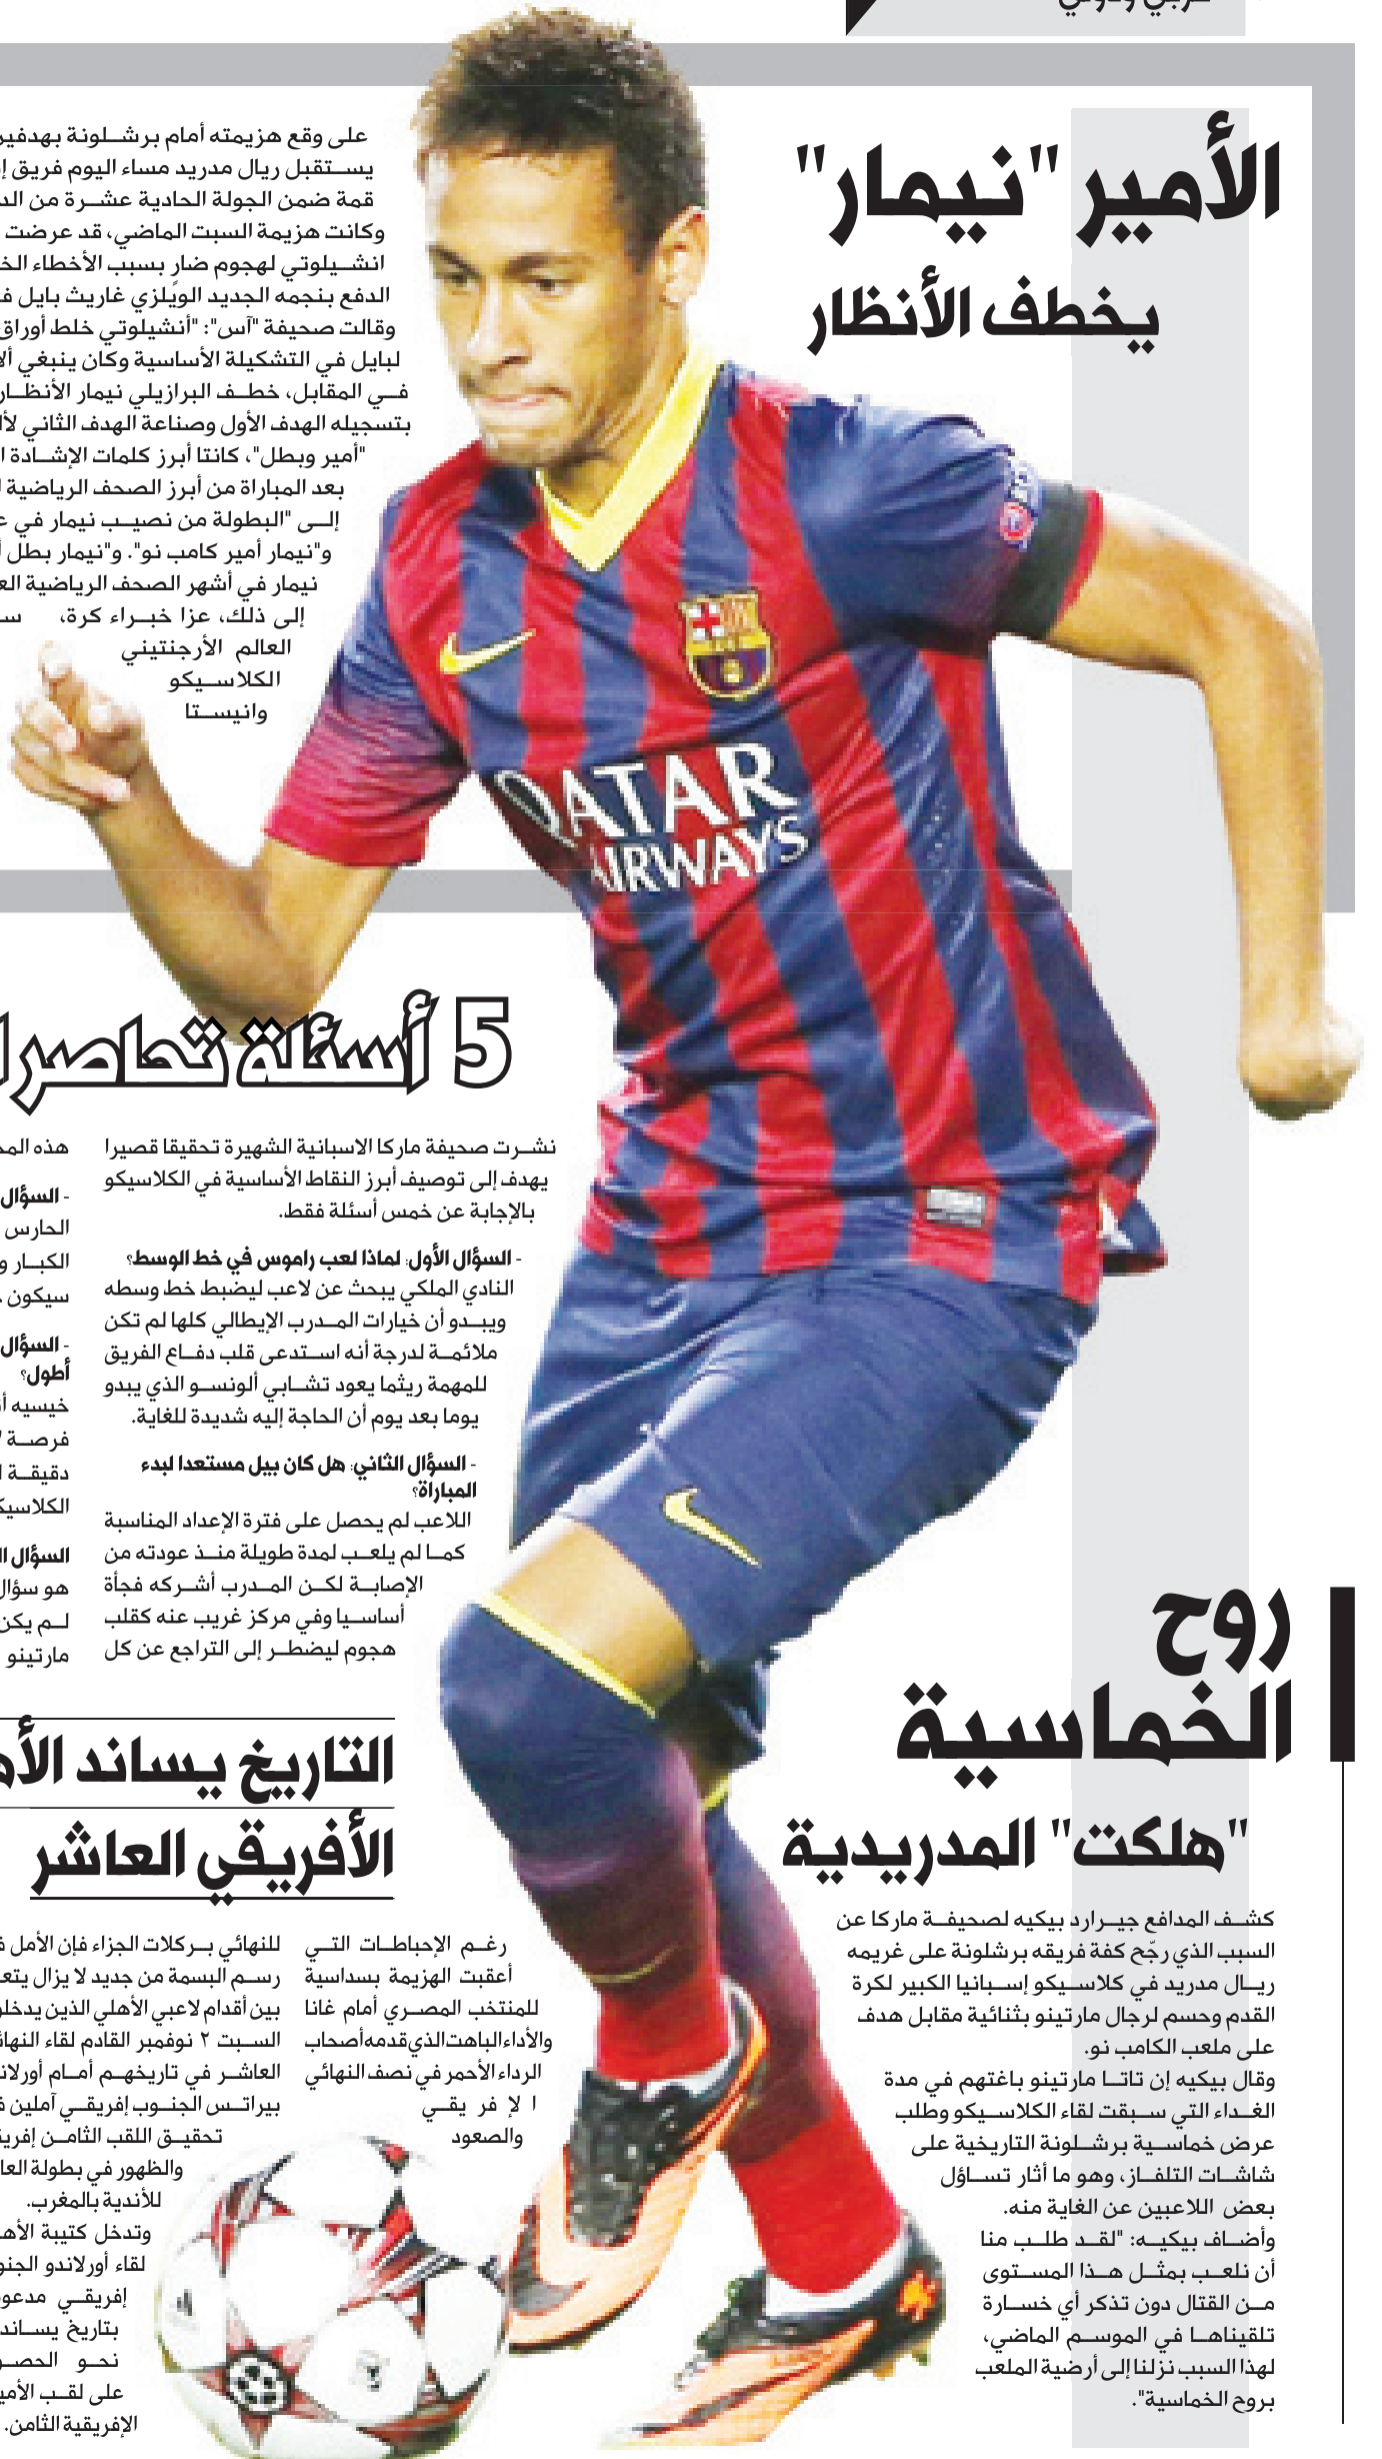 عربي ودولي
الأمير "نيمار"
يخطف الأنظار
على وقع هزيمته أمام برشلونة
يستقبل ريال مدريد مساء اليوم فريق
قمة ضمن الجولة الحادية عشرة من
وكانت هزيمة السبت الماضي، قد عرضت
انشيلوتي لهجوم ضارٍ بسبب الأخطاء
الدفع بنجمه الجديد الويلزي غاريث بايل
وقالت صحيفة "آس": "أنشيلوتي خلط أوراق
لبايل في التشكيلة الأساسية وكان ينبغي
في المقابل، خطف البرازيلي نيمار الأنظار
بتسجيله الهدف الأول وصناعة الهدف الثاني
"أمير وبطل"، كانتا أبرز كلمات الإشادة
بعد المباراة من أبرز الصحف الرياضية
إلى "البطولة من نصيب نيمار في
و"نيمار أمير كامب نو". و"نيمار بطل
نيمار في أشهر الصحف الرياضية
إلى ذلك، عزا خبراء كرة،
العالم الأرجنتيني
الكلاسيكو
وانيستا
QATAR
AIRWAYS
5 أسئلة تحاصر
نشرت صحيفة ماركا الاسبانية الشهيرة تحقيقا قصيرا
يهدف إلى توصيف أبرز النقاط الأساسية في الكلاسيكو
بالإجابة عن خمس أسئلة فقط.
- السؤال الأول: لماذا لعب راموس في خط الوسط؟
النادي الملكي يبحث عن لاعب ليضبط خط وسطه
ويبدو أن خيارات المدرب الإيطالي كلها لم تكن
ملائمة لدرجة أنه استدعى قلب دفاع الفريق
للمهمة ريثما يعود تشابي ألونسو الذي يبدو
يوما بعد يوم أن الحاجة إليه شديدة للغاية.
- السؤال الثاني: هل كان بيل مستعدا لبدء
المباراة؟
اللاعب لم يحصل على فترة الإعداد المناسبة
كما لم يلعب لمدة طويلة منذ عودته من
الإصابة لكن المدرب أشركه فجأة
أساسيا وفي مركز غريب عنه كقلب
هجوم ليضطر إلى التراجع عن كل
هذه
- السؤال
الحارس
الكبار
سيكون
- السؤال
أطول؟
خيسيه
فرصة
دقيقة
السؤال
هو سؤال
لم يكن
مارتينو
روح
الخماسية
"هلكت" المدريدية
كشف المدافع جيرارد بيكيه لصحيفة ماركا عن
السبب الذي رجّح كفة فريقه برشلونة على غريمه
ريال مدريد في كلاسيكو إسبانيا الكبير لكرة
القدم وحسم لرجال مارتينو بثنائية مقابل هدف
على ملعب الكامب نو.
وقال بيكيه إن تاتا مارتينو باغتهم في مدة
الغداء التي سبقت لقاء الكلاسيكو وطلب
عرض خماسية برشلونة التاريخية على
شاشات التلفاز، وهو ما أثار تساؤل
بعض اللاعبين عن الغاية منه.
وأضاف بيكيه: "لقد طلب منا
أن نلعب بمثل هذا المستوى
من القتال دون تذكر أي خسارة
تلقيناها في الموسم الماضي،
لهذا السبب نزلنا إلى أرضية الملعب
بروح الخماسية".
التاريخ يساند
الأفريقي العاشر
رغم الإحباطات التي
أعقبت الهزيمة بسداسية
للمنتخب المصري أمام غانا
والأداء الباهت الذي قدمه أصحاب
الرداء الأحمر في نصف النهائي
الإفريقي
والصعود
للنهائي بركلات الجزاء فإن الأمل
رسم البسمة من جديد لا يزال
بين أقدام لاعبي الأهلي الذين
السبت ٢ نوفمبر القادم لقاء
العاشر في تاريخهم أمام
بيراتس الجنوب إفريقي آملين
تحقيق اللقب الثامن
والظهور في بطولة
للأندية بالمغرب.
وتدخل كتيبة
لقاء أورلاندو
إفريقي
بتاريخ
نحو
على لقب
الإفريقية الثامن.